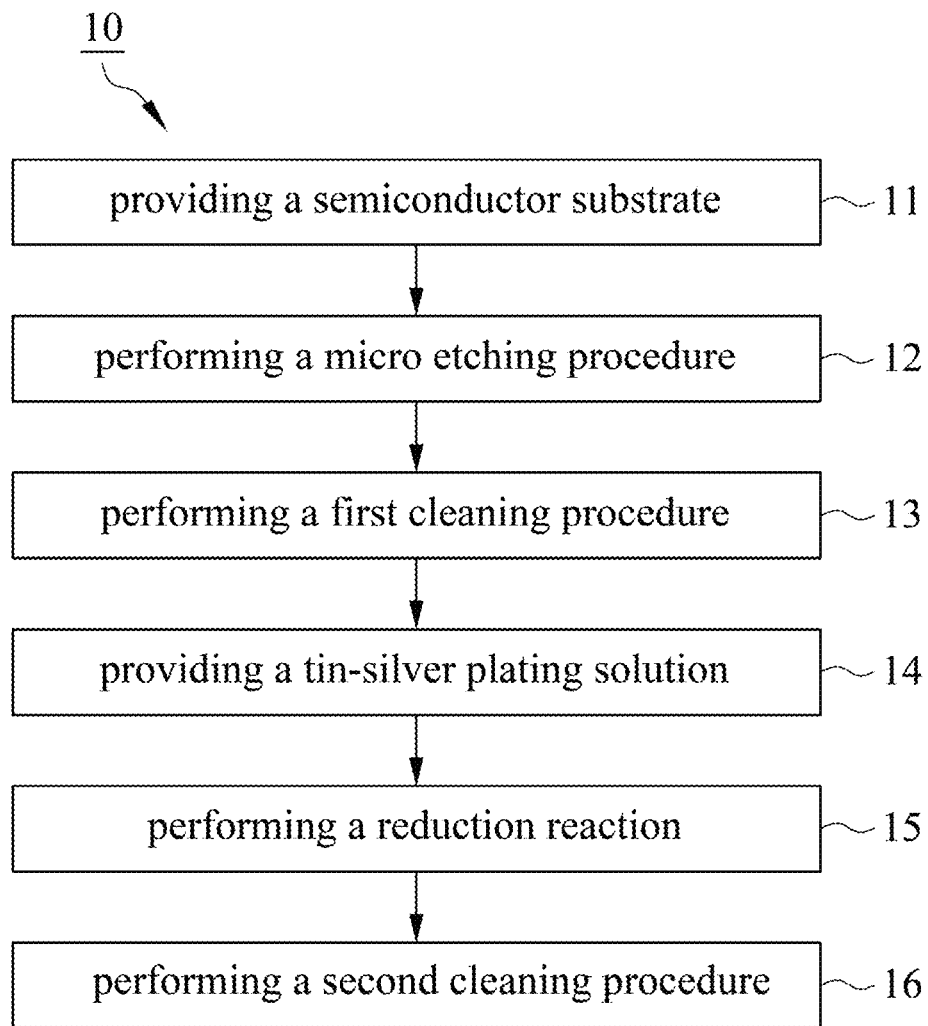 10
providing a semiconductor substrate 11
performing a micro etching procedure 12
performing a first cleaning procedure 13
providing a tin-silver plating solution 14
performing a reduction reaction 15
performing a second cleaning procedure 16